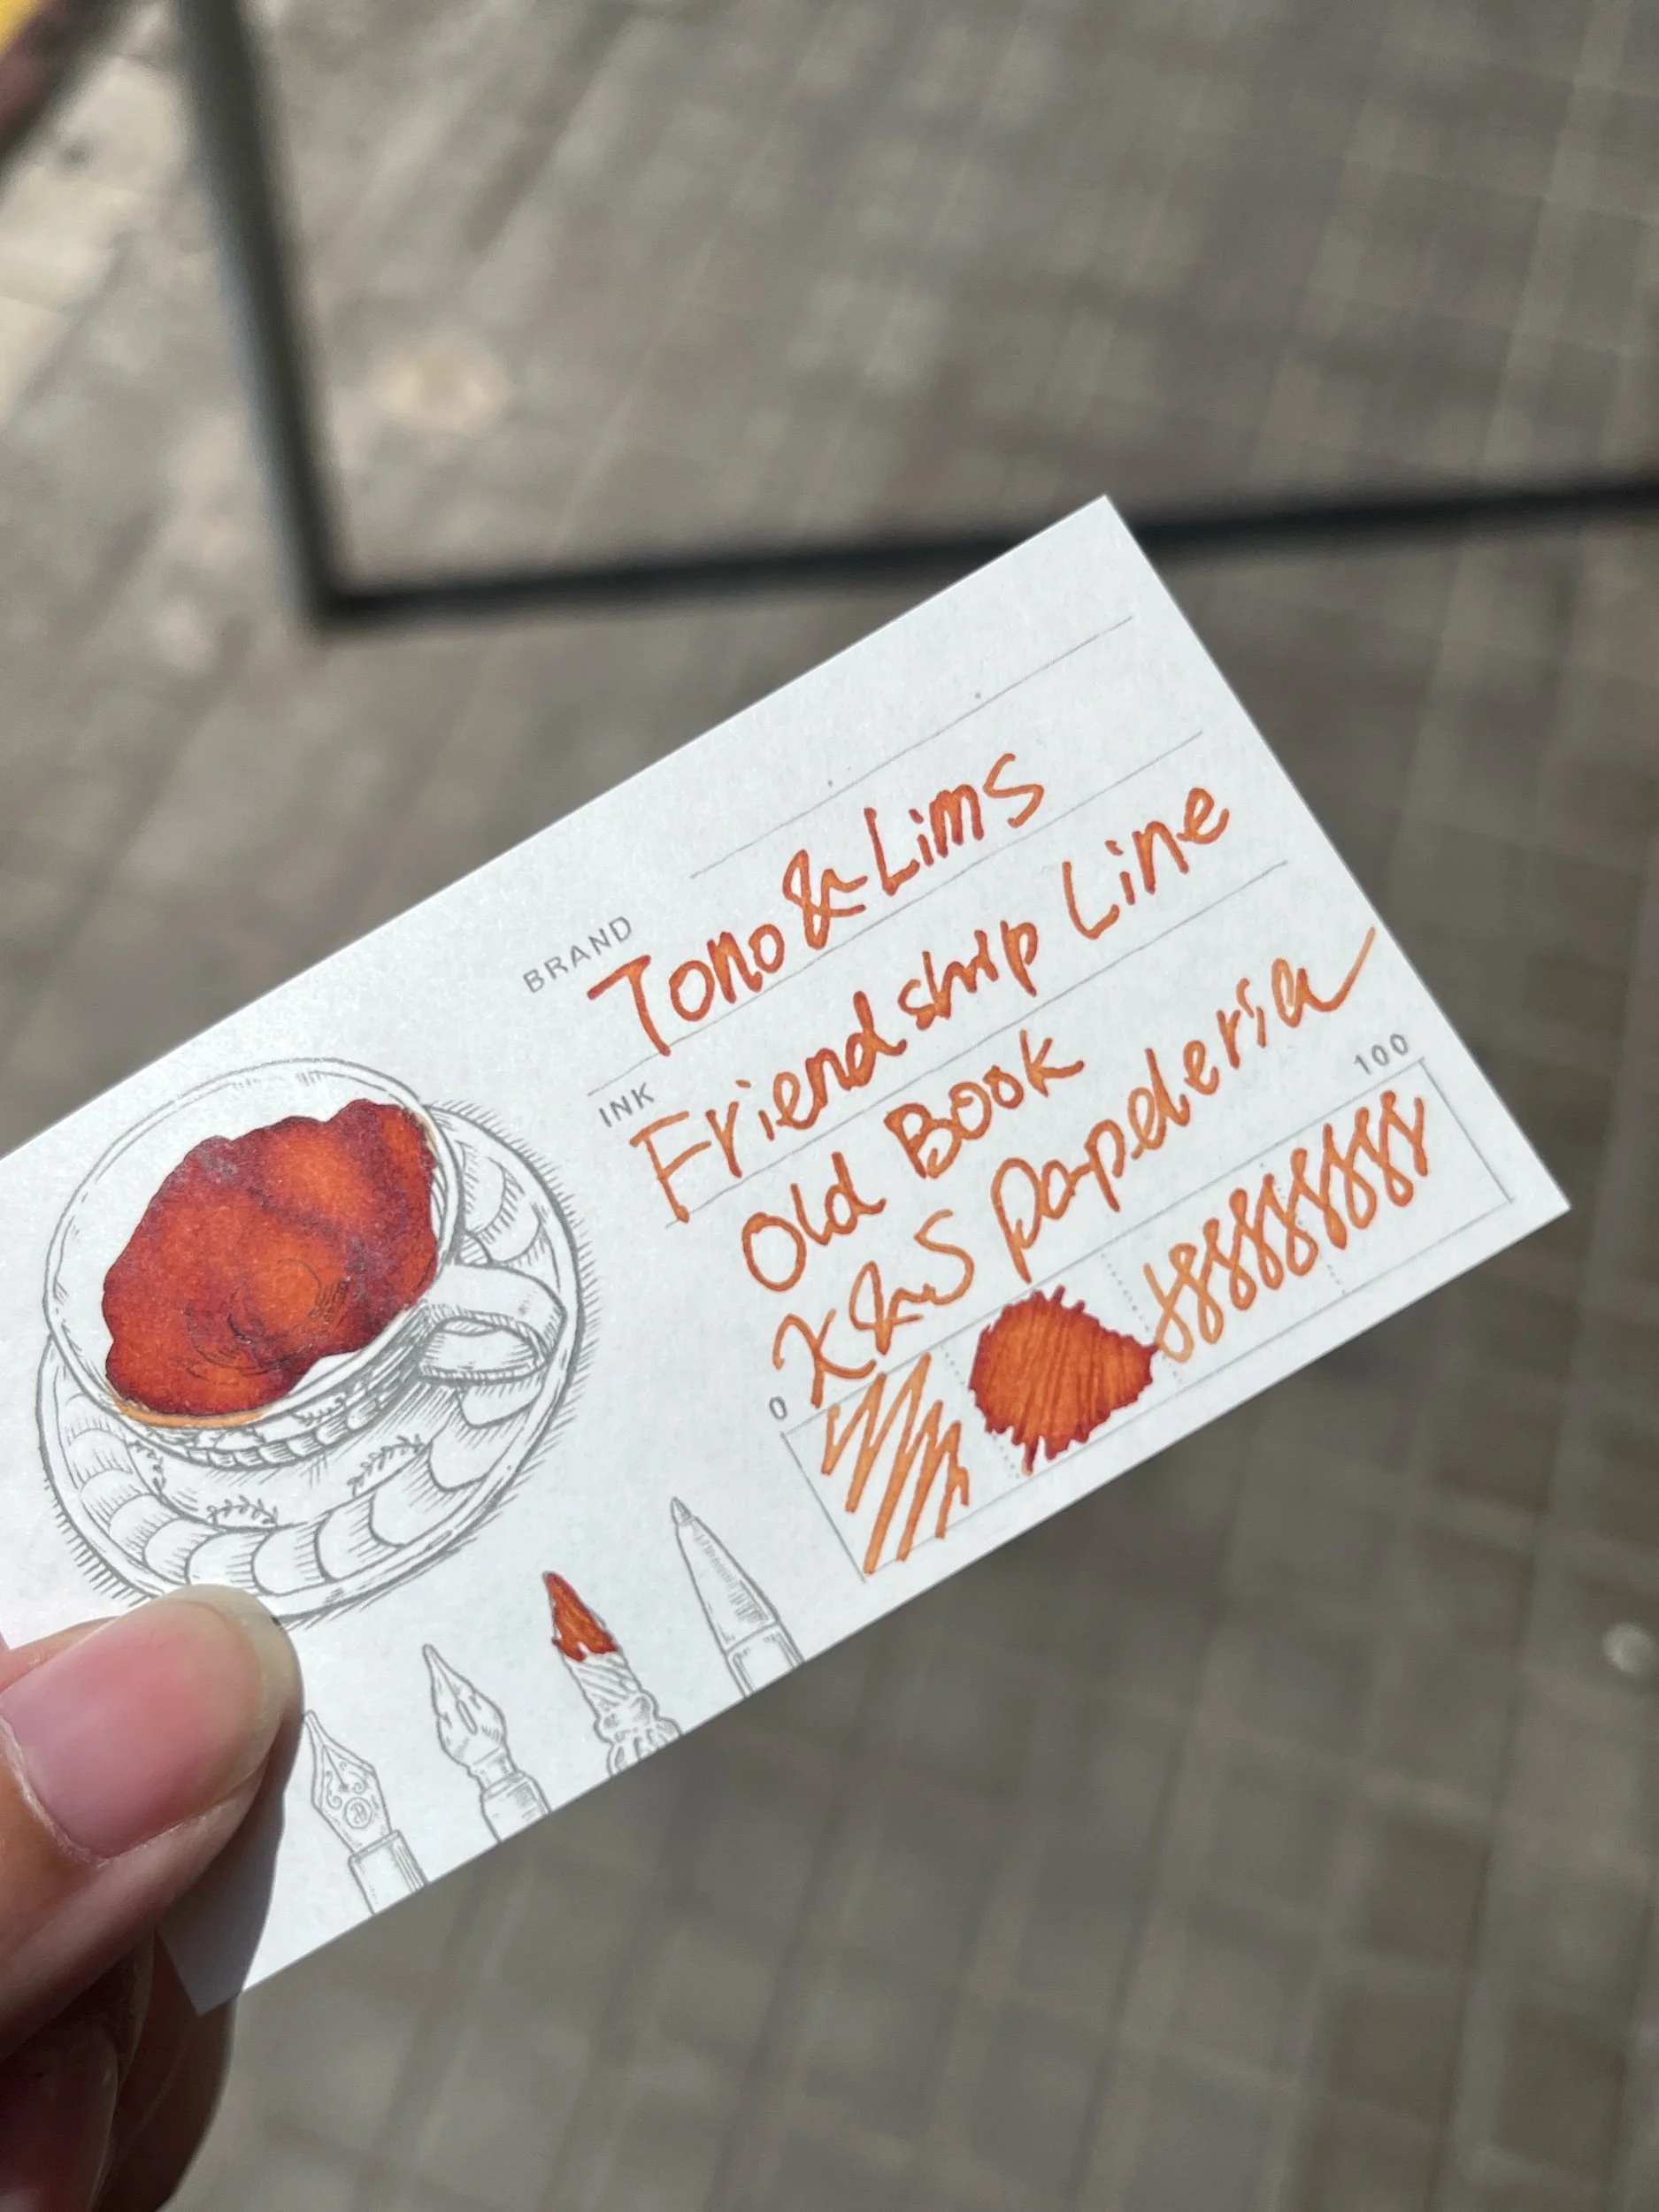 BRAND
Tono & Lims
INK
Friendship Line
Old Book
K&S papeleria
0
100